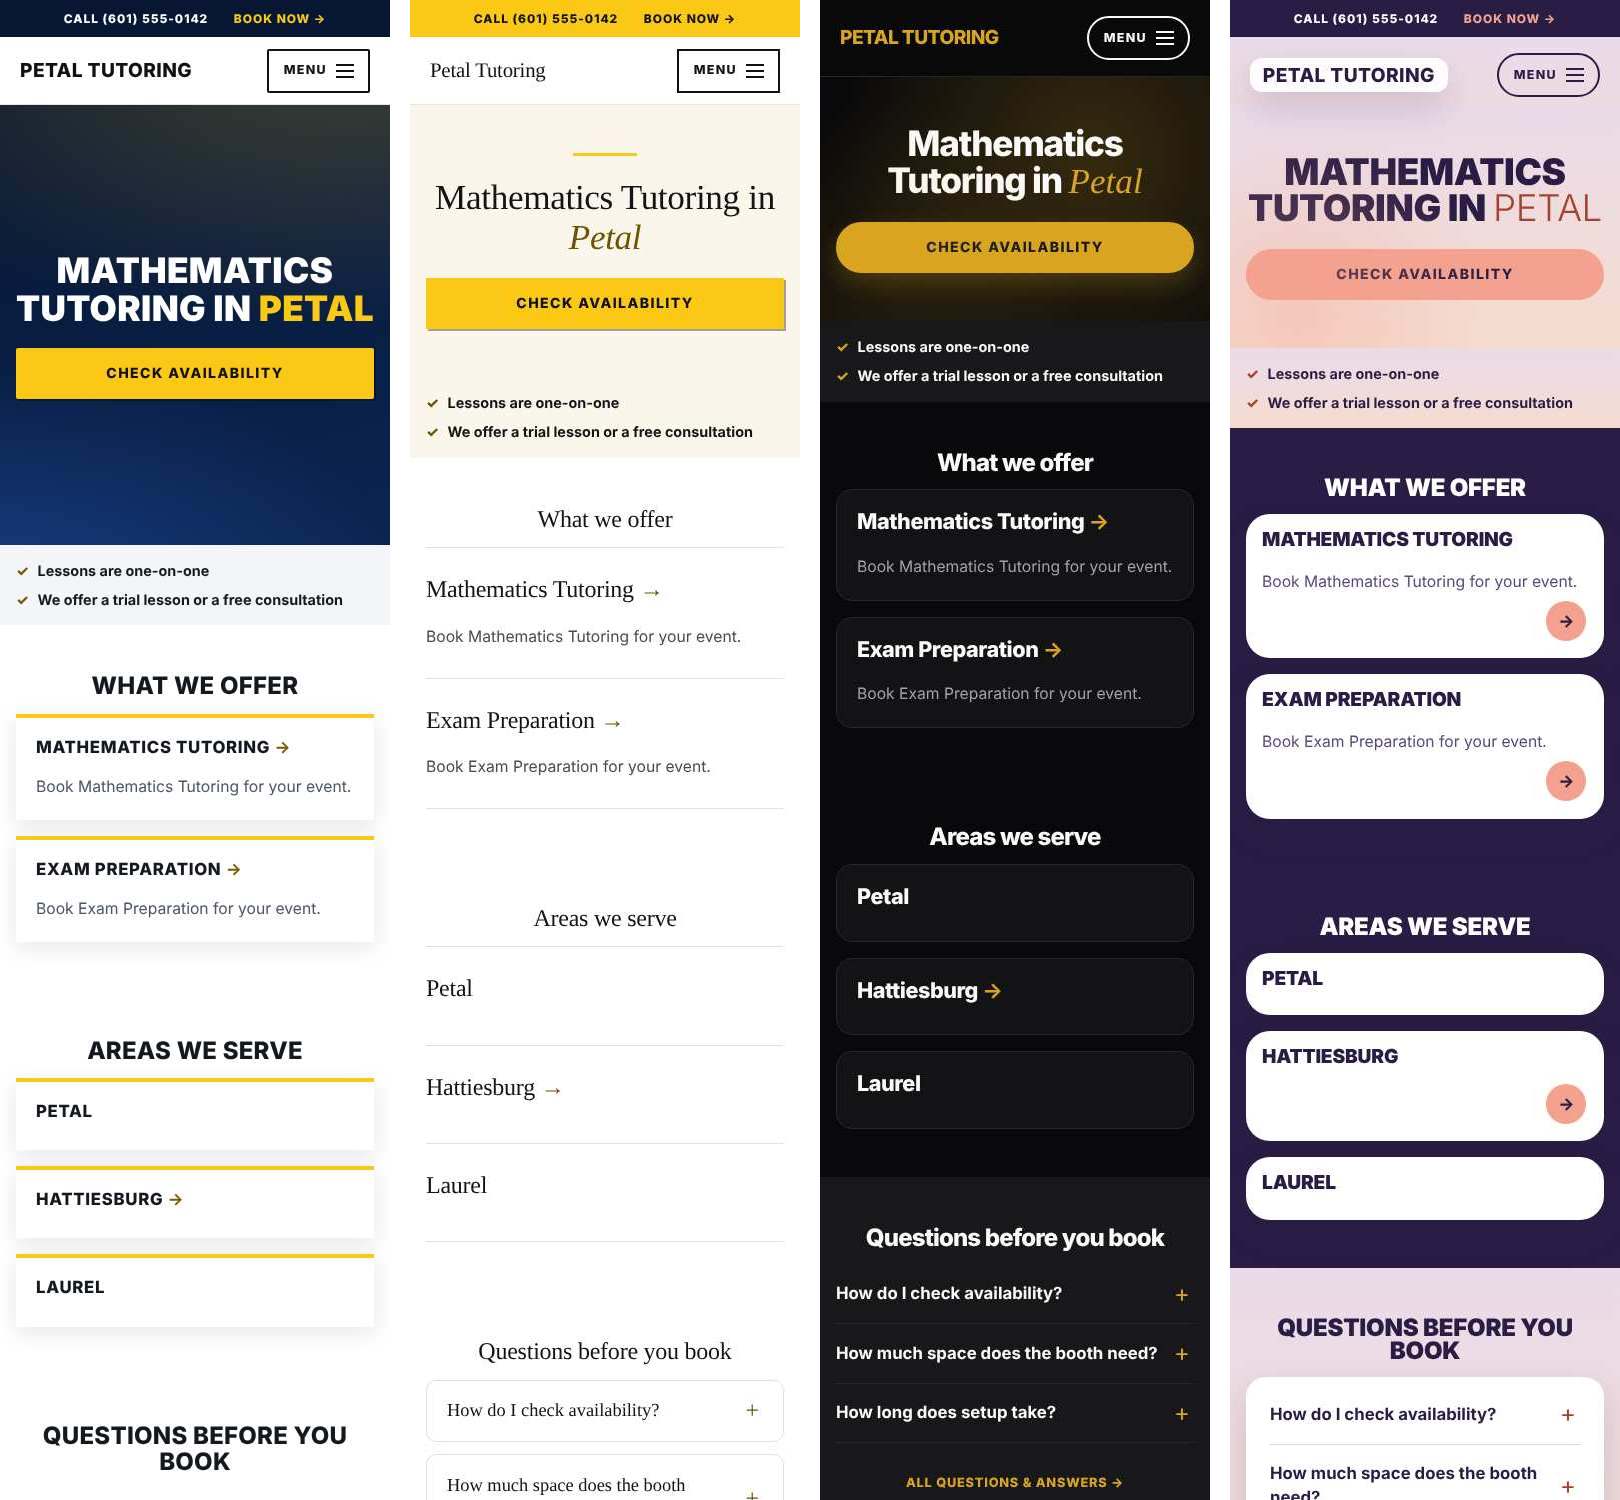 CALL (601) 555-0142 BOOK NOW →
PETAL TUTORING
MENU
MATHEMATICS
TUTORING IN PETAL
CHECK AVAILABILITY
✓ Lessons are one-on-one
✓ We offer a trial lesson or a free consultation
WHAT WE OFFER
MATHEMATICS TUTORING →
Book Mathematics Tutoring for your event.
EXAM PREPARATION →
Book Exam Preparation for your event.
AREAS WE SERVE
PETAL
HATTIESBURG →
LAUREL
QUESTIONS BEFORE YOU
BOOK
CALL (601) 555-0142 BOOK NOW →
Petal Tutoring
MENU
Mathematics Tutoring in
Petal
CHECK AVAILABILITY
✓ Lessons are one-on-one
✓ We offer a trial lesson or a free consultation
What we offer
Mathematics Tutoring →
Book Mathematics Tutoring for your event.
Exam Preparation →
Book Exam Preparation for your event.
Areas we serve
Petal
Hattiesburg →
Laurel
Questions before you book
How do I check availability? +
How much space does the booth +
PETAL TUTORING
MENU
Mathematics
Tutoring in Petal
CHECK AVAILABILITY
✓ Lessons are one-on-one
✓ We offer a trial lesson or a free consultation
What we offer
Mathematics Tutoring →
Book Mathematics Tutoring for your event.
Exam Preparation →
Book Exam Preparation for your event.
Areas we serve
Petal
Hattiesburg →
Laurel
Questions before you book
How do I check availability? +
How much space does the booth need? +
How long does setup take? +
ALL QUESTIONS & ANSWERS →
CALL (601) 555-0142 BOOK NOW →
PETAL TUTORING
MENU
MATHEMATICS
TUTORING IN PETAL
CHECK AVAILABILITY
✓ Lessons are one-on-one
✓ We offer a trial lesson or a free consultation
WHAT WE OFFER
MATHEMATICS TUTORING
Book Mathematics Tutoring for your event.
→
EXAM PREPARATION
Book Exam Preparation for your event.
→
AREAS WE SERVE
PETAL
HATTIESBURG
→
LAUREL
QUESTIONS BEFORE YOU
BOOK
How do I check availability? +
How much space does the booth +
need?